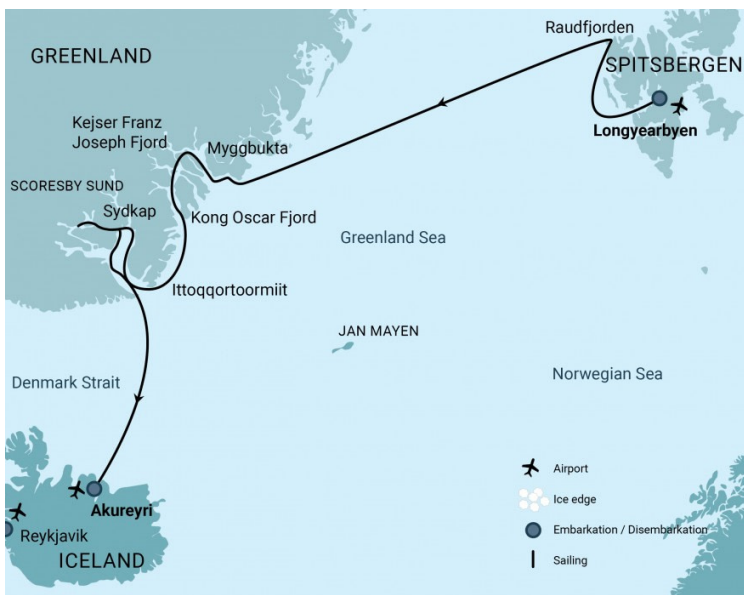 Raudfjorden
GREENLAND
SPITSBERGEN
Longyearbyen
Kejser Franz
Joseph Fjord
Myggbukta
SCORESBY SUND
Sydkap
Kong Oscar Fjord
Greenland Sea
Ittoqqortoormiit
JAN MAYEN
Norwegian Sea
Denmark Strait
Airport
Ice edge
Akureyri
Embarkation / Disembarkation
Reykjavik
ICELAND
Sailing